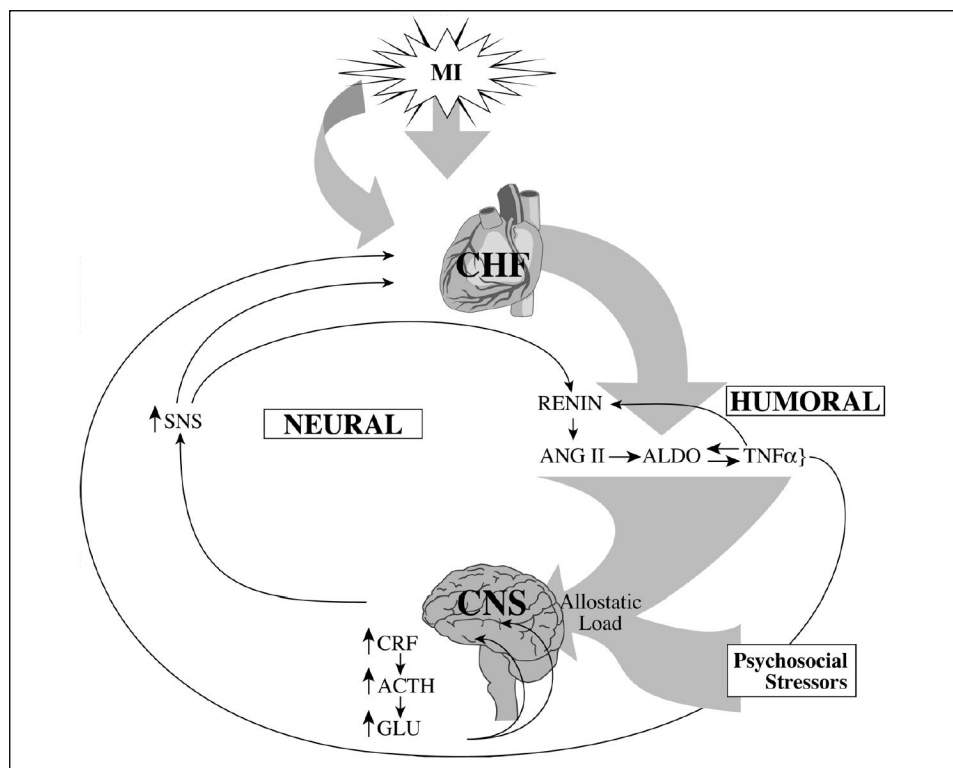 MI
CHF
RENIN
HUMORAL
↑SNS
NEURAL
ANG II → ALDO TNFα}
CNS
Allostatic
Load
↑CRF
↑ACTH
↑GLU
Psychosocial
Stressors